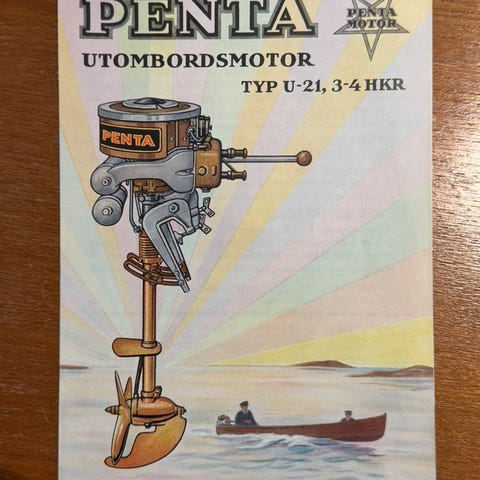 PENTA
PENTA
MOTOR
UTOMBORDSMOTOR
TYP U-21, 3-4 HKR
PENTA